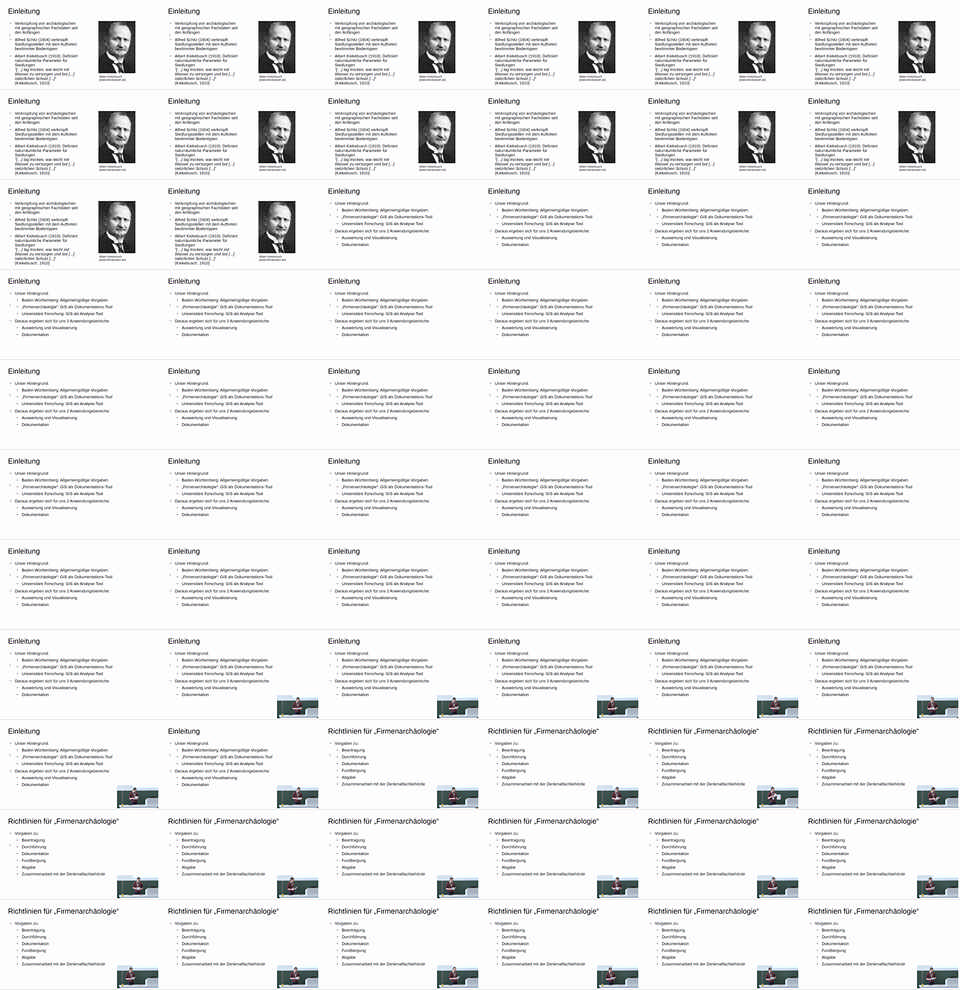 Einleitung
Verknüpfung von archäologischen
mit geographischen Fachdaten seit
den Anfängen
Alfred Schliz (1904) verknüpft
Siedlungsstellen mit dem Auftreten
bestimmter Bodentypen
Albert Kiekebusch (1910): Definiert
naturräumliche Parameter für
Siedlungen
"[...] lag trocken, war leicht mit
Wasser zu versorgen und bot [...]
natürlichen Schutz [...]"
(Kiekebusch, 1910)
Albert Kiekebusch
Einleitung
Unser Hintergrund:
Baden-Württemberg: Allgemeingültige Vorgaben
„Firmenarchäologie": GIS als Dokumentations-Tool
Universitäre Forschung: GIS als Analyse-Tool
Daraus ergeben sich für uns 2 Anwendungsbereiche:
Auswertung und Visualisierung
Dokumentation
Richtlinien für „Firmenarchäologie"
Vorgaben zu:
Beantragung
Durchführung
Dokumentation
Fundbergung
Abgabe
Zusammenarbeit mit der Denkmalfachbehörde